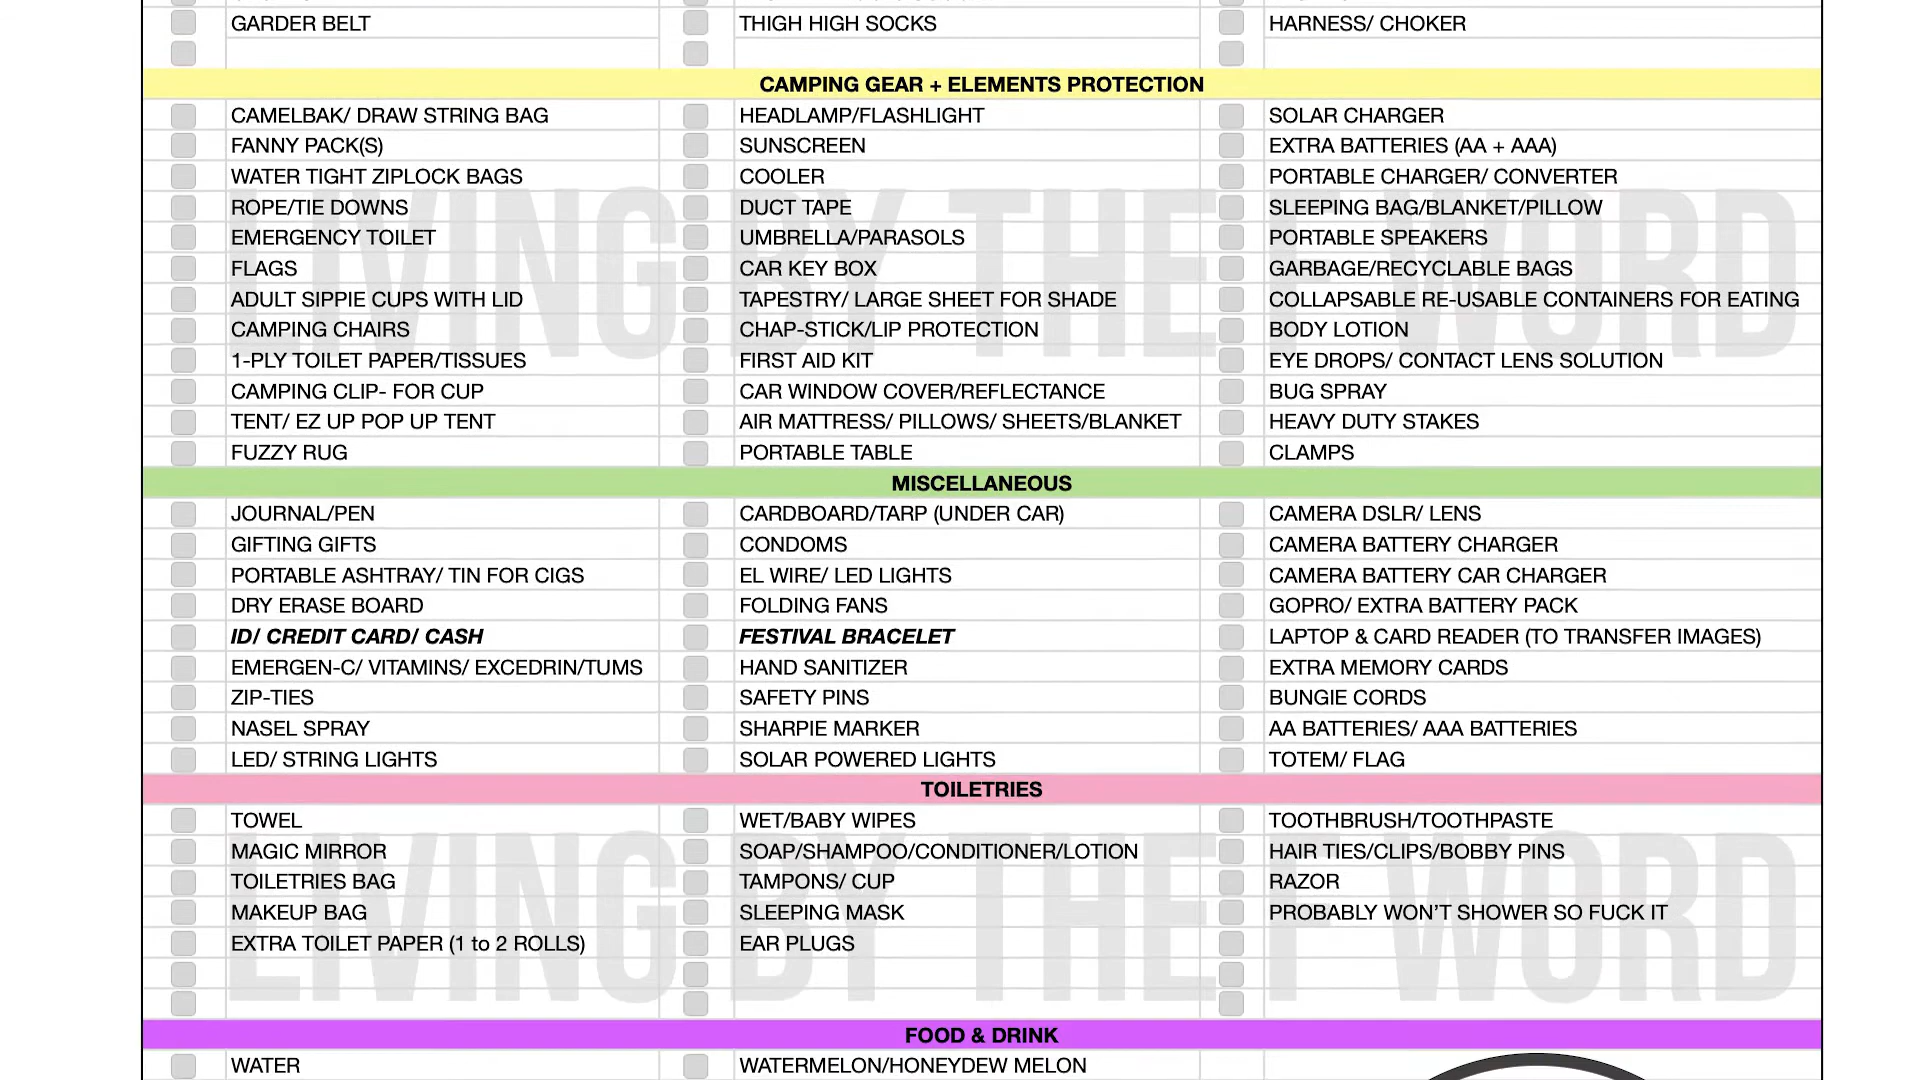 GARDER BELT THIGH HIGH SOCKS HARNESS/ CHOKER
CAMPING GEAR + ELEMENTS PROTECTION
CAMELBAK/ DRAW STRING BAG HEADLAMP/FLASHLIGHT SOLAR CHARGER
FANNY PACK(S) SUNSCREEN EXTRA BATTERIES (AA + AAA)
WATER TIGHT ZIPLOCK BAGS COOLER PORTABLE CHARGER/ CONVERTER
ROPE/TIE DOWNS DUCT TAPE SLEEPING BAG/BLANKET/PILLOW
EMERGENCY TOILET UMBRELLA/PARASOLS PORTABLE SPEAKERS
LIVING BY THE F WORD
FLAGS CAR KEY BOX GARBAGE/RECYCLABLE BAGS
ADULT SIPPIE CUPS WITH LID TAPESTRY/ LARGE SHEET FOR SHADE COLLAPSABLE RE-USABLE CONTAINERS FOR EATING
CAMPING CHAIRS CHAP-STICK/LIP PROTECTION BODY LOTION
1-PLY TOILET PAPER/TISSUES FIRST AID KIT EYE DROPS/ CONTACT LENS SOLUTION
CAMPING CLIP- FOR CUP CAR WINDOW COVER/REFLECTANCE BUG SPRAY
TENT/ EZ UP POP UP TENT AIR MATTRESS/ PILLOWS/ SHEETS/BLANKET HEAVY DUTY STAKES
FUZZY RUG PORTABLE TABLE CLAMPS
MISCELLANEOUS
JOURNAL/PEN CARDBOARD/TARP (UNDER CAR) CAMERA DSLR/ LENS
GIFTING GIFTS CONDOMS CAMERA BATTERY CHARGER
PORTABLE ASHTRAY/ TIN FOR CIGS EL WIRE/ LED LIGHTS CAMERA BATTERY CAR CHARGER
DRY ERASE BOARD FOLDING FANS GOPRO/ EXTRA BATTERY PACK
ID/ CREDIT CARD/ CASH FESTIVAL BRACELET LAPTOP & CARD READER (TO TRANSFER IMAGES)
EMERGEN-C/ VITAMINS/ EXCEDRIN/TUMS HAND SANITIZER EXTRA MEMORY CARDS
ZIP-TIES SAFETY PINS BUNGIE CORDS
NASEL SPRAY SHARPIE MARKER AA BATTERIES/ AAA BATTERIES
LED/ STRING LIGHTS SOLAR POWERED LIGHTS TOTEM/ FLAG
TOILETRIES
TOWEL WET/BABY WIPES TOOTHBRUSH/TOOTHPASTE
MAGIC MIRROR SOAP/SHAMPOO/CONDITIONER/LOTION HAIR TIES/CLIPS/BOBBY PINS
TOILETRIES BAG TAMPONS/ CUP RAZOR
LIVING BY THE F WORD
MAKEUP BAG SLEEPING MASK PROBABLY WON'T SHOWER SO FUCK IT
EXTRA TOILET PAPER (1 to 2 ROLLS) EAR PLUGS
FOOD & DRINK
WATER WATERMELON/HONEYDEW MELON